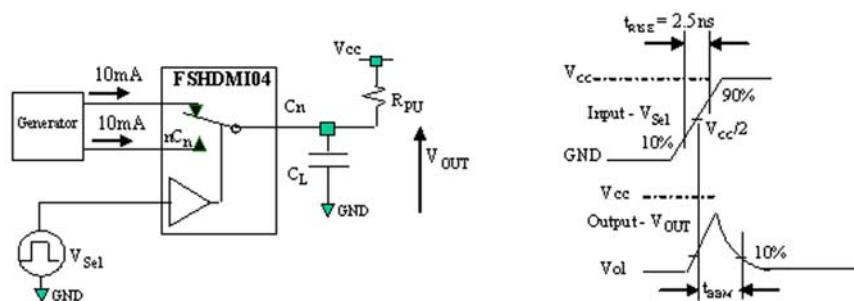 10mA
FSHDMI04
Vcc
Cn
RPU
Generator
10mA
nCn
CL
VOUT
GND
VSel
GND
tRISE = 2.5ns
VCC
90%
Input - VSel
10%
VCC/2
GND
Vcc
Output - VOUT
10%
Vol
tBBM